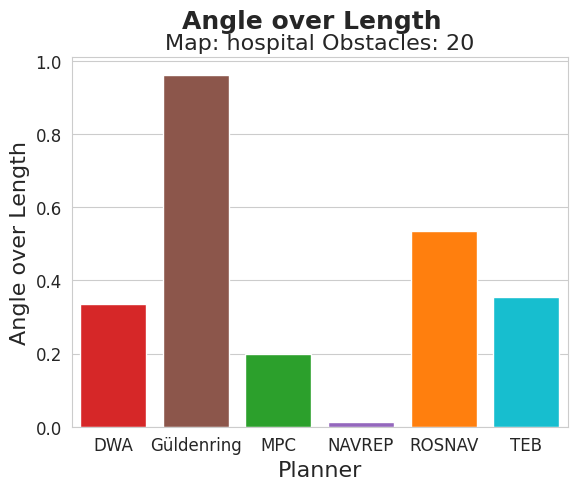 Angle over Length
Map: hospital Obstacles: 20
Angle over Length
1.0
0.8
0.6
0.4
0.2
0.0
DWA Güldenring MPC NAVREP ROSNAV TEB
Planner